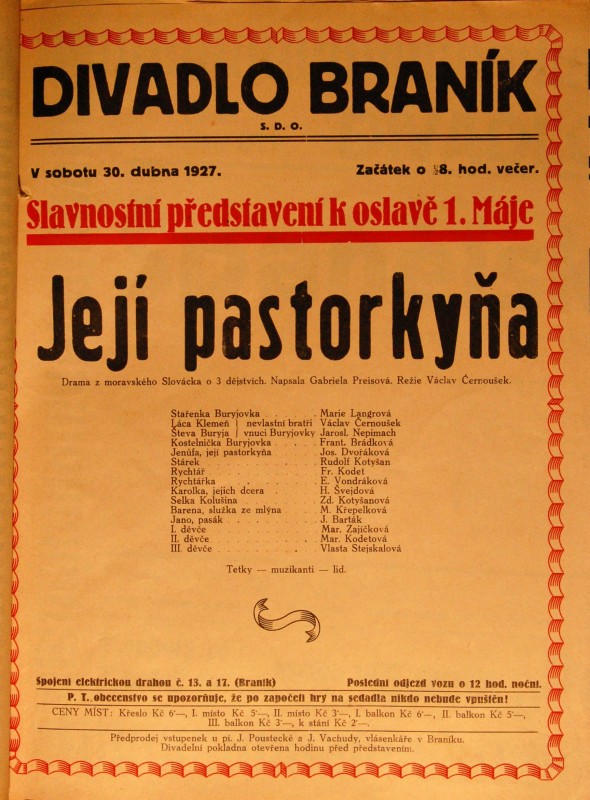 DIVADLO BRANÍK
S. D. O.
V sobotu 30. dubna 1927. Začátek o ½8. hod. večer.
Slavnostní představení k oslavě 1. Máje
Její pastorkyňa
Drama z moravského Slovácka o 3 dějstvích. Napsala Gabriela Preisová. Režie Václav Černoušek.
Stařenka Buryjovka . . . . . Marie Langrová
Láca Klemeň | nevlastní bratři Václav Černoušek
Števa Buryja | vnuci Buryjovky Jarosl. Nepimach
Kostelnička Buryjovka . . . . Frant. Brádková
Jenůfa, její pastorkyňa Jos. Dvořáková
Stárek . . . . . Rudolf Kotyšan
Rychtář . . . . . Fr. Kodet
Rychtářka . . . . . E. Vondráková
Karolka, jejich dcera . . . . H. Švejdová
Selka Kolušina . . . . . Zd. Kotyšanová
Barena, služka ze mlýna . . M. Křepelková
Jano, pasák . . . . . J. Barták
I. děvče . . . . . Mar. Zajíčková
II. děvče . . . . . Mar. Kodetová
III. děvče . . . . . Vlasta Stejskalová
Tetky — muzikanti — lid.
Spojení elektrickou drahou č. 13. a 17. (Braník) Poslední odjezd vozu o 12 hod. noční.
P. T. obecenstvo se upozorňuje, že po započetí hry na sedadla nikdo nebude vpuštěn!
CENY MÍST: Křeslo Kč 6·—, I. místo Kč 5·—, II. místo Kč 3·—, I. balkon Kč 6·—, II. balkon Kč 5·—,
III. balkon Kč 3·—, k stání Kč 2·—.
Předprodej vstupenek u pí. J. Poustecké a J. Vachudy, vlásenkáře v Braníku.
Divadelní pokladna otevřena hodinu před představením.